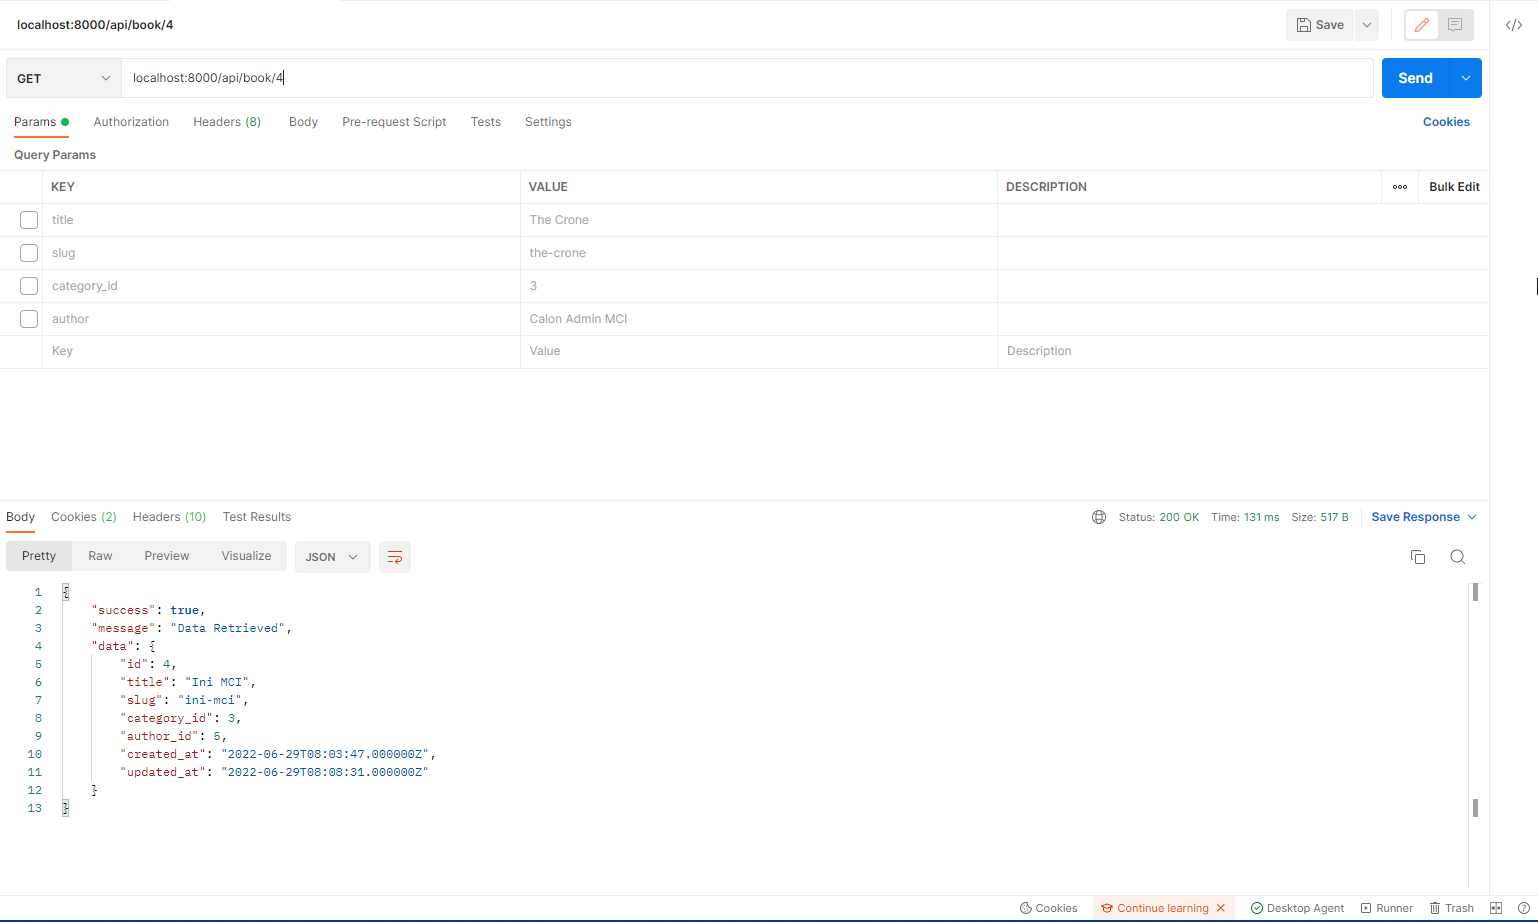 localhost:8000/api/book/4
Save
GET localhost:8000/api/book/4 Send
Params Authorization Headers (8) Body Pre-request Script Tests Settings Cookies
Query Params
KEY VALUE DESCRIPTION Bulk Edit
title The Crone
slug the-crone
category_id 3
author Calon Admin MCI
Key Value Description
Body Cookies (2) Headers (10) Test Results Status: 200 OK Time: 131 ms Size: 517 B Save Response
Pretty Raw Preview Visualize JSON
1 {
2 "success": true,
3 "message": "Data Retrieved",
4 "data": {
5 "id": 4,
6 "title": "Ini MCI",
7 "slug": "ini-mci",
8 "category_id": 3,
9 "author_id": 5,
10 "created_at": "2022-06-29T08:03:47.000000Z",
11 "updated_at": "2022-06-29T08:08:31.000000Z"
12 }
13 }
Cookies Continue learning Desktop Agent Runner Trash